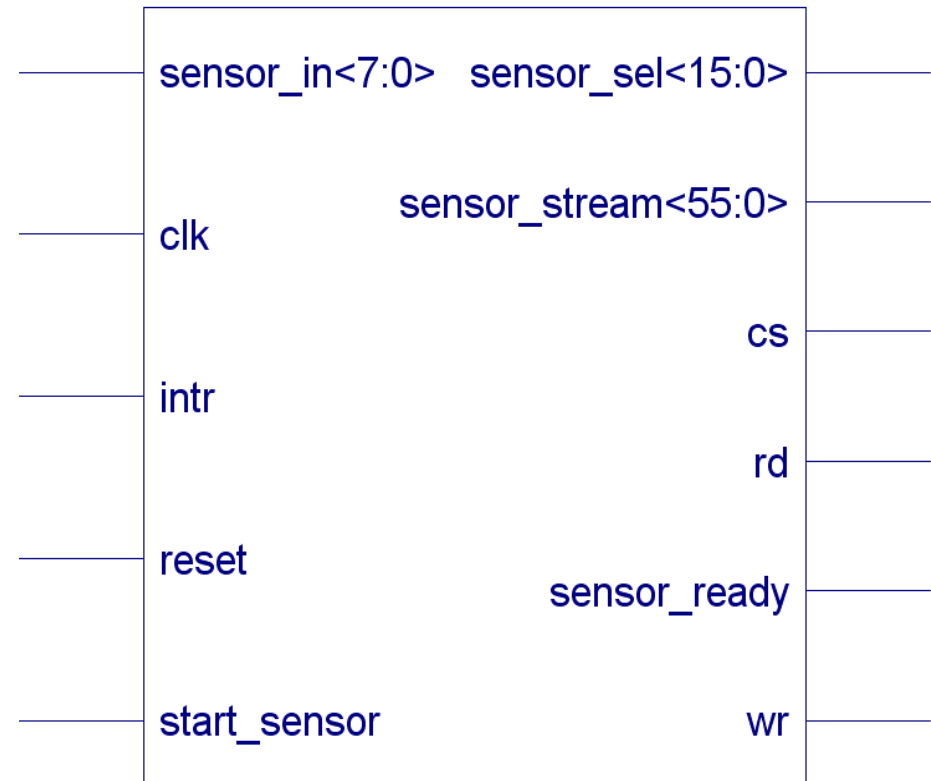 sensor_in<7:0> sensor_sel<15:0>
sensor_stream<55:0>
clk
cs
intr
rd
reset
sensor_ready
start_sensor wr